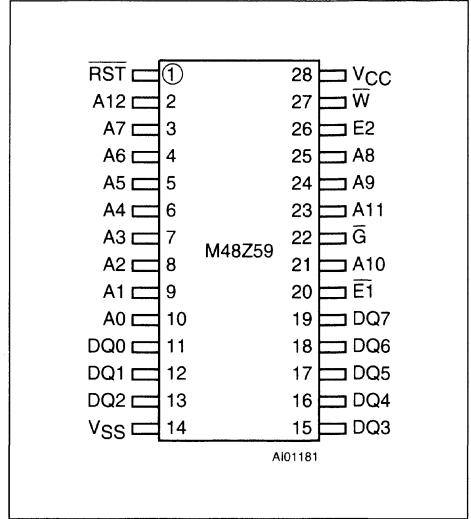 R̅S̅T̅ 1 28 VCC
A12 2 27 W̅
A7 3 26 E2
A6 4 25 A8
A5 5 24 A9
A4 6 23 A11
A3 7 22 G̅
M48Z59
A2 8 21 A10
A1 9 20 E̅1̅
A0 10 19 DQ7
DQ0 11 18 DQ6
DQ1 12 17 DQ5
DQ2 13 16 DQ4
VSS 14 15 DQ3
AI01181